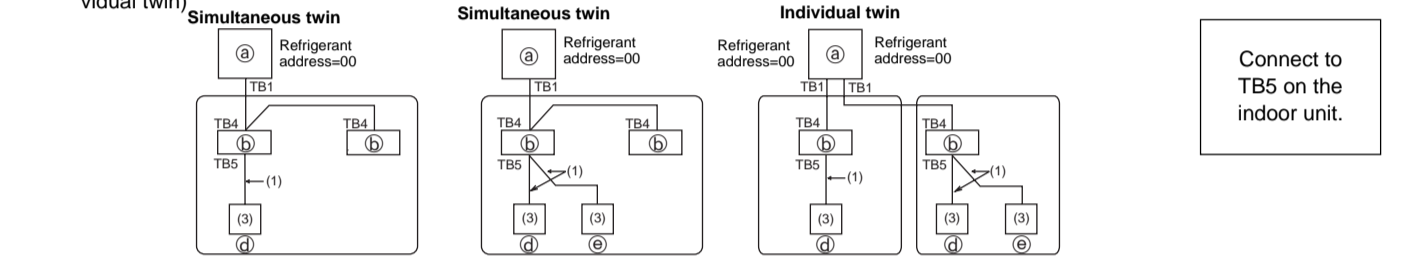 vidual twin)
Simultaneous twin
ⓐ
Refrigerant
address=00
TB1
TB4
TB4
ⓑ
ⓑ
TB5
(1)
(3)
ⓓ
Simultaneous twin
ⓐ
Refrigerant
address=00
TB1
TB4
TB4
ⓑ
ⓑ
TB5
(1)
(3)
(3)
ⓓ
ⓔ
Individual twin
Refrigerant
address=00
ⓐ
Refrigerant
address=00
TB1
TB1
TB4
ⓑ
TB5
(1)
(3)
ⓓ
TB4
ⓑ
TB5
(1)
(3)
(3)
ⓓ
ⓔ
Connect to
TB5 on the
indoor unit.